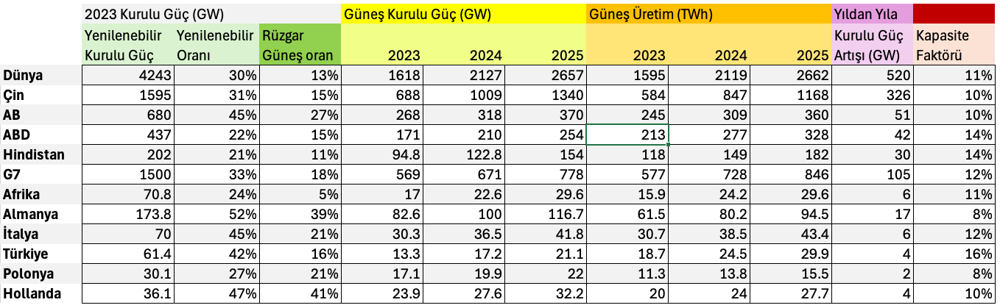 2023 Kurulu Güç (GW) Güneş Kurulu Güç (GW) Güneş Üretim (TWh) Yıldan Yıla
Yenilenebilir Yenilenebilir Rüzgar Kurulu Güç Kapasite
Kurulu Güç Oranı Güneş oran 2023 2024 2025 2023 2024 2025 Artışı (GW) Faktörü
Dünya 4243 30% 13% 1618 2127 2657 1595 2119 2662 520 11%
Çin 1595 31% 15% 688 1009 1340 584 847 1168 326 10%
AB 680 45% 27% 268 318 370 245 309 360 51 10%
ABD 437 22% 15% 171 210 254 213 277 328 42 14%
Hindistan 202 21% 11% 94.8 122.8 154 118 149 182 30 14%
G7 1500 33% 18% 569 671 778 577 728 846 105 12%
Afrika 70.8 24% 5% 17 22.6 29.6 15.9 24.2 29.6 6 11%
Almanya 173.8 52% 39% 82.6 100 116.7 61.5 80.2 94.5 17 8%
İtalya 70 45% 21% 30.3 36.5 41.8 30.7 38.5 43.4 6 12%
Türkiye 61.4 42% 16% 13.3 17.2 21.1 18.7 24.5 29.9 4 16%
Polonya 30.1 27% 21% 17.1 19.9 22 11.3 13.8 15.5 2 8%
Hollanda 36.1 47% 41% 23.9 27.6 32.2 20 24 27.7 4 10%